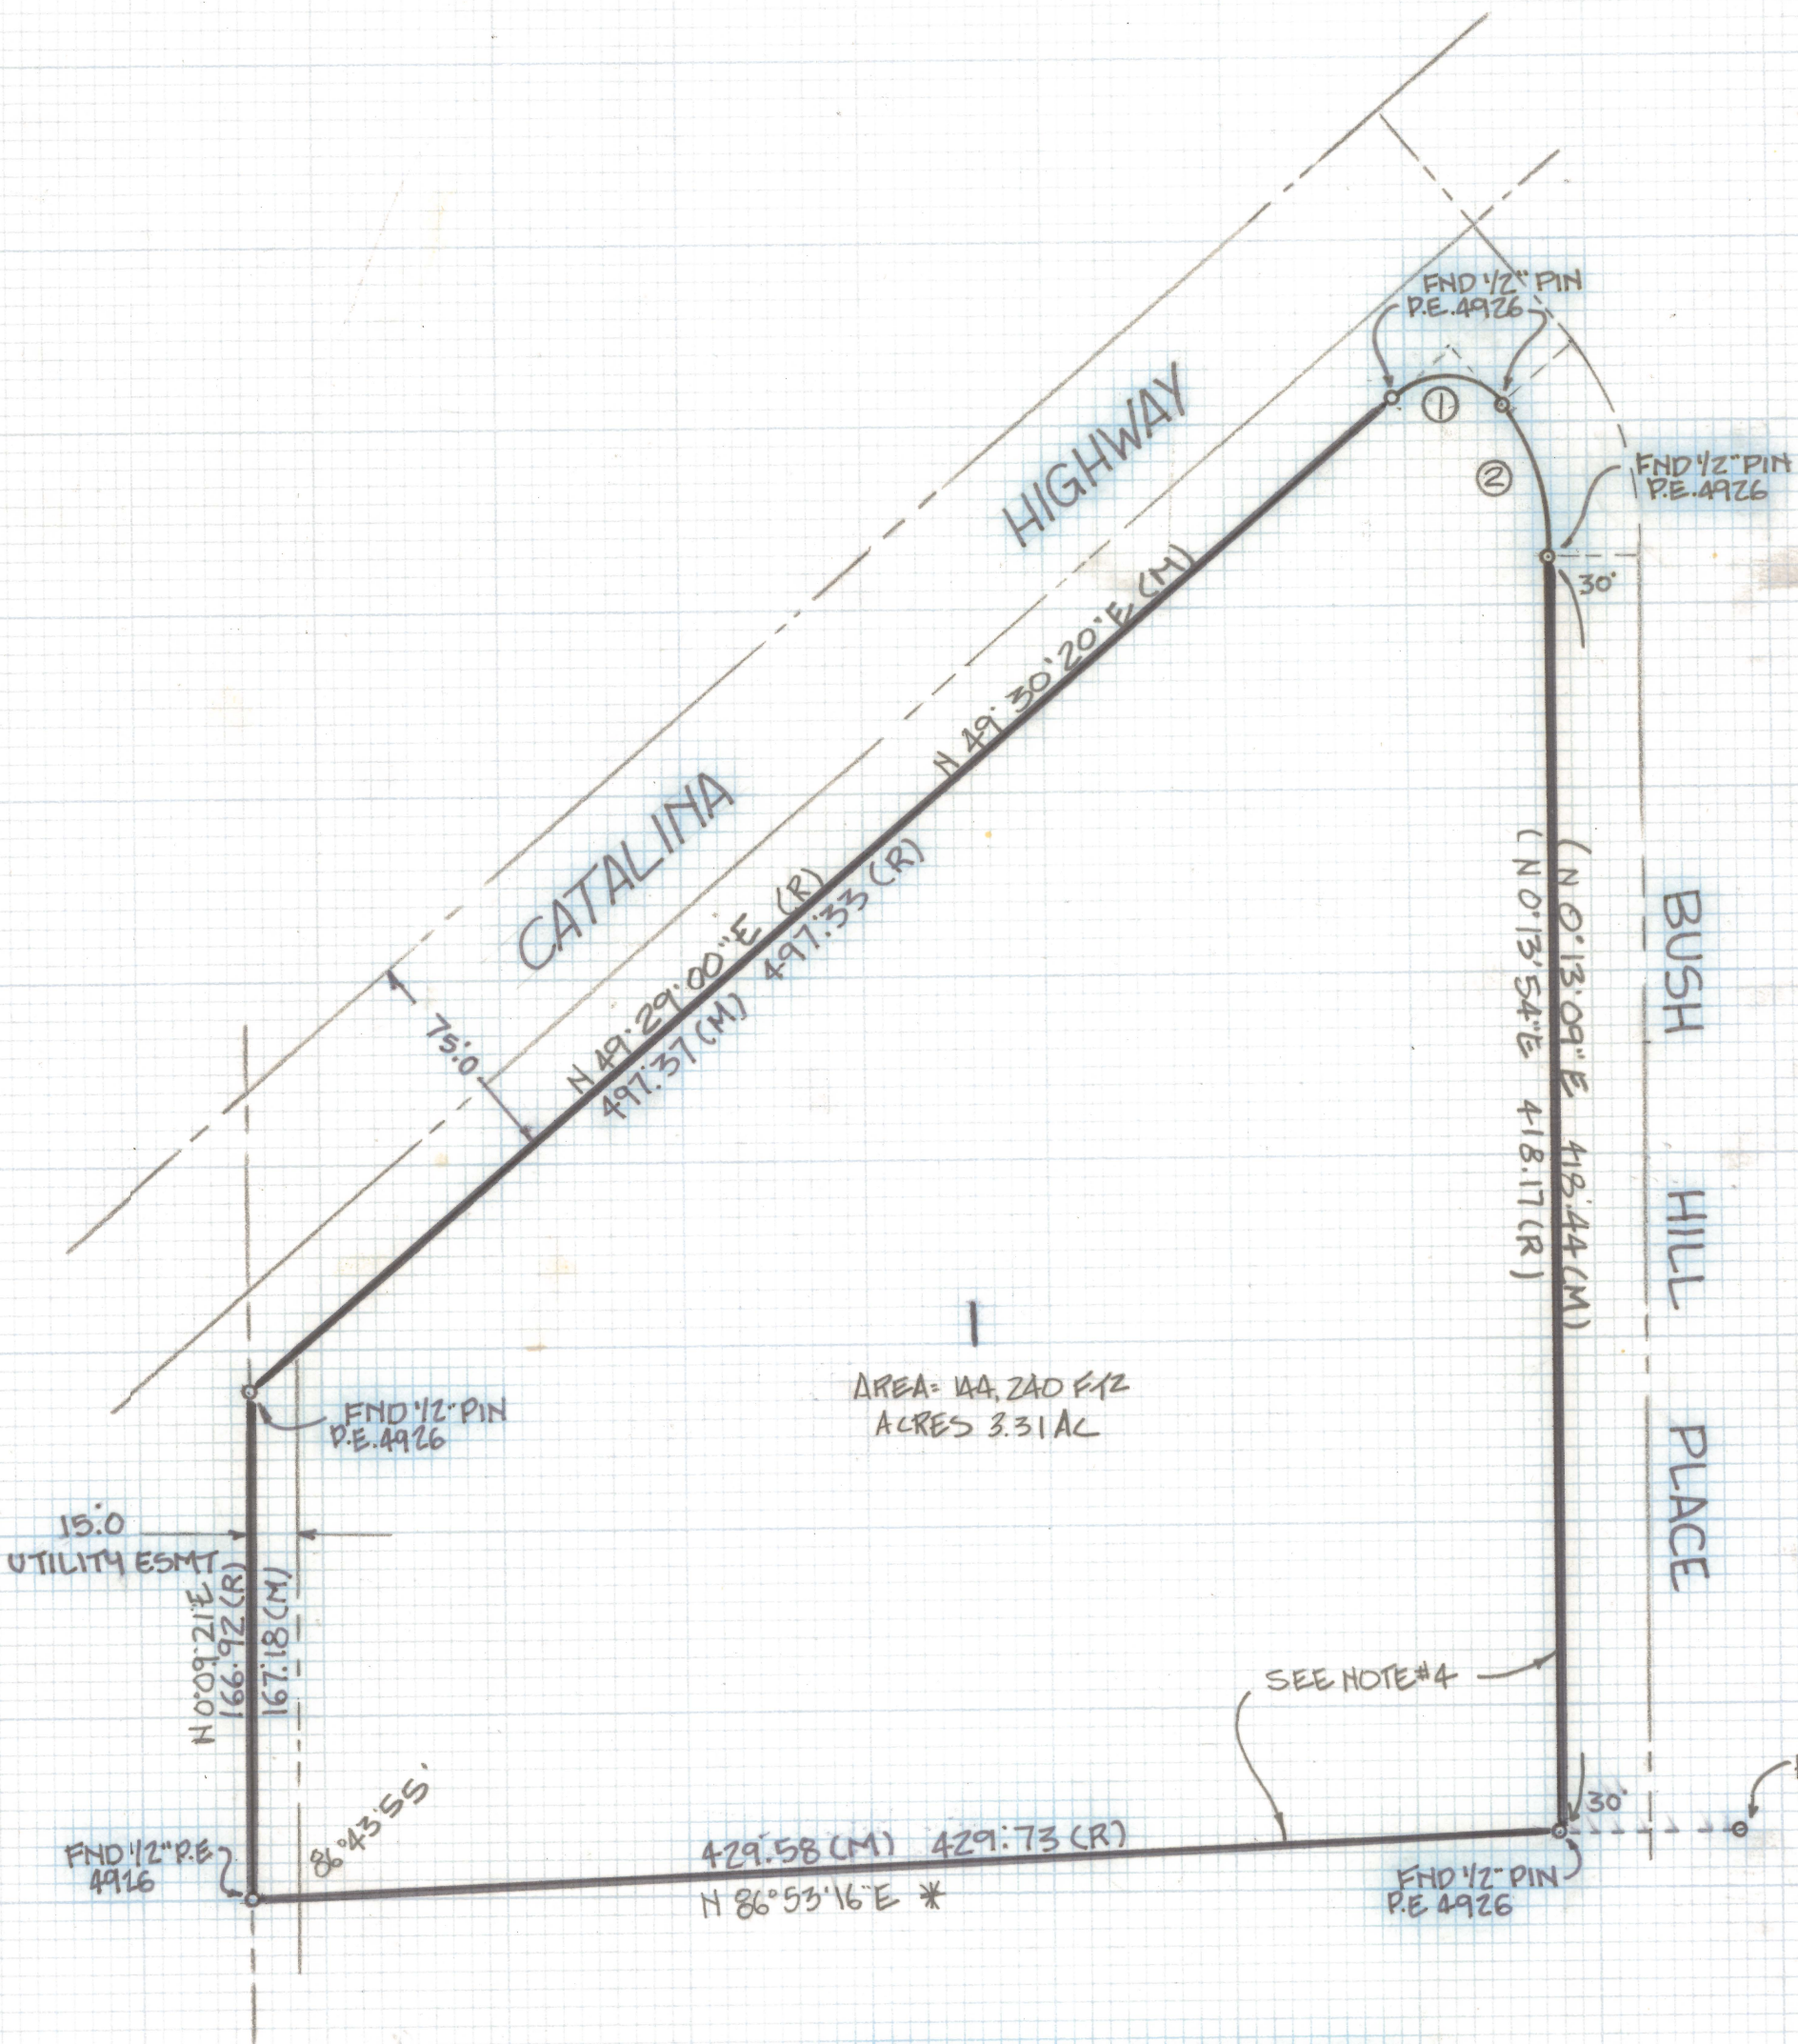 FND 1/2" PIN
P.E. 4926
HIGHWAY
①
②
FND 1/2" PIN
P.E. 4926
30'
N 49° 30' 20" E (M)
CATALINA
N 49° 29' 00" E (R)
497.33 (R)
497.37 (M)
75.0
(N 0° 13' 09" E 418.44 (M)
(N 0° 13' 54" E 418.17 (R)
BUSH HILL PLACE
1
AREA = 144,240 FT2
ACRES 3.31 AC
FND 1/2" PIN
P.E. 4926
15.0
UTILITY ESMT
N 0° 09' 21" E
166.92 (R)
167.18 (M)
SEE NOTE #4
86° 43' 55"
30'
FND 1/2" P.E
4926
429.58 (M) 429.73 (R)
N 86° 53' 16" E *
FND 1/2" PIN
P.E 4926